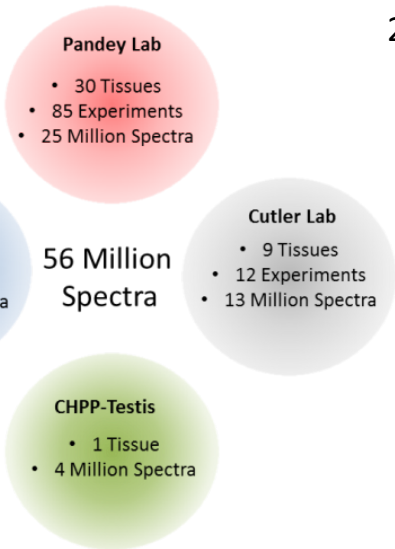 2
Pandey Lab
• 30 Tissues
• 85 Experiments
• 25 Million Spectra
Cutler Lab
• 9 Tissues
• 12 Experiments
• 13 Million Spectra
56 Million
Spectra
a
CHPP-Testis
• 1 Tissue
• 4 Million Spectra